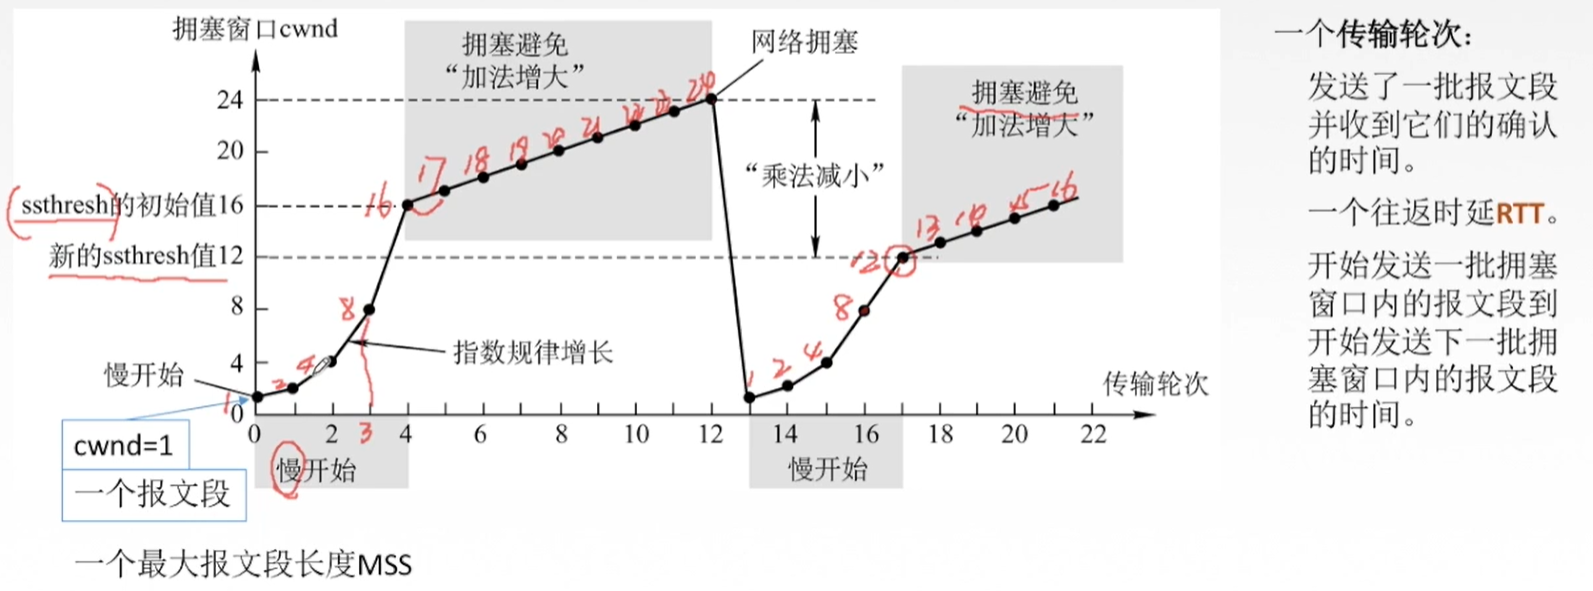 拥塞窗口cwnd
24
20
ssthresh的初始值16
新的ssthresh值12
8
4
0
拥塞避免
“加法增大”
网络拥塞
“乘法减小”
拥塞避免
“加法增大”
指数规律增长
慢开始
传输轮次
0 2 4 6 8 10 12 14 16 18 20 22
慢开始
慢开始
cwnd=1
一个报文段
一个最大报文段长度MSS
1 2 4 8 16 17 18 19 20 21 22 23 24
3
1 2 4 8 12 13 14 15 16
一个传输轮次：
发送了一批报文段
并收到它们的确认
的时间。
一个往返时延RTT。
开始发送一批拥塞
窗口内的报文段到
开始发送下一批拥
塞窗口内的报文段
的时间。